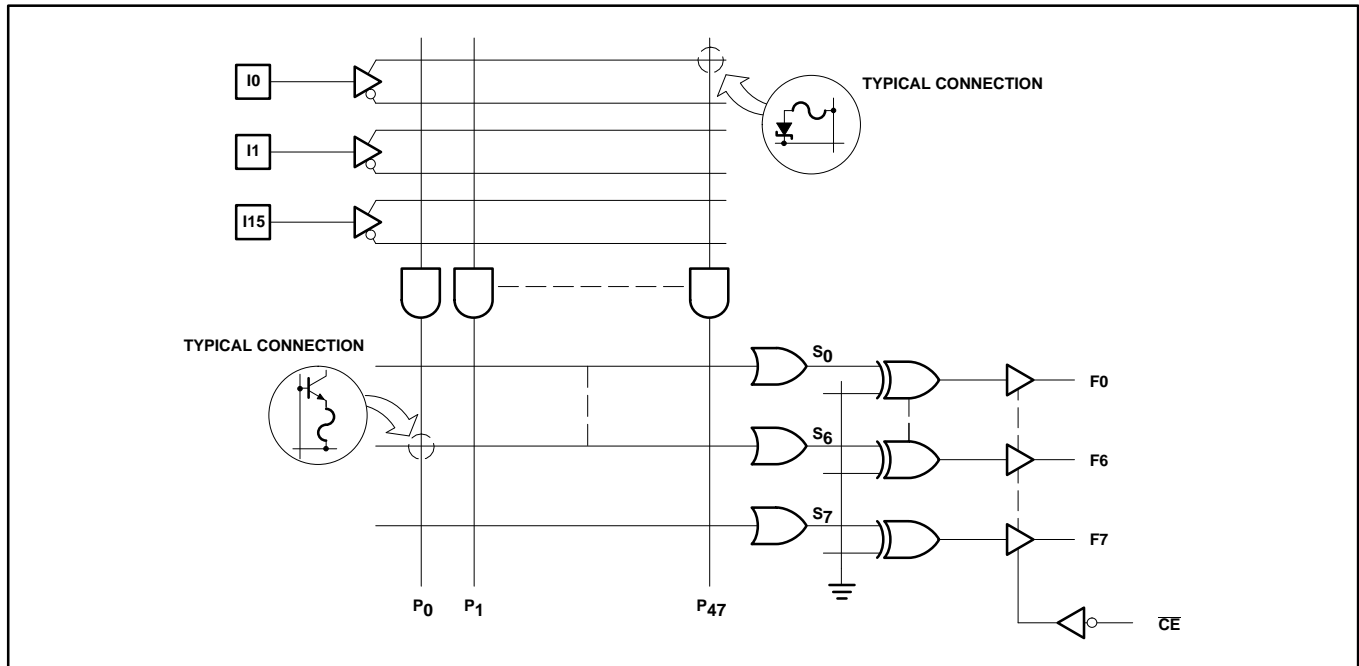 I0
TYPICAL CONNECTION
I1
I15
TYPICAL CONNECTION
S0
F0
S6
F6
S7
F7
P0 P1 P47
CE